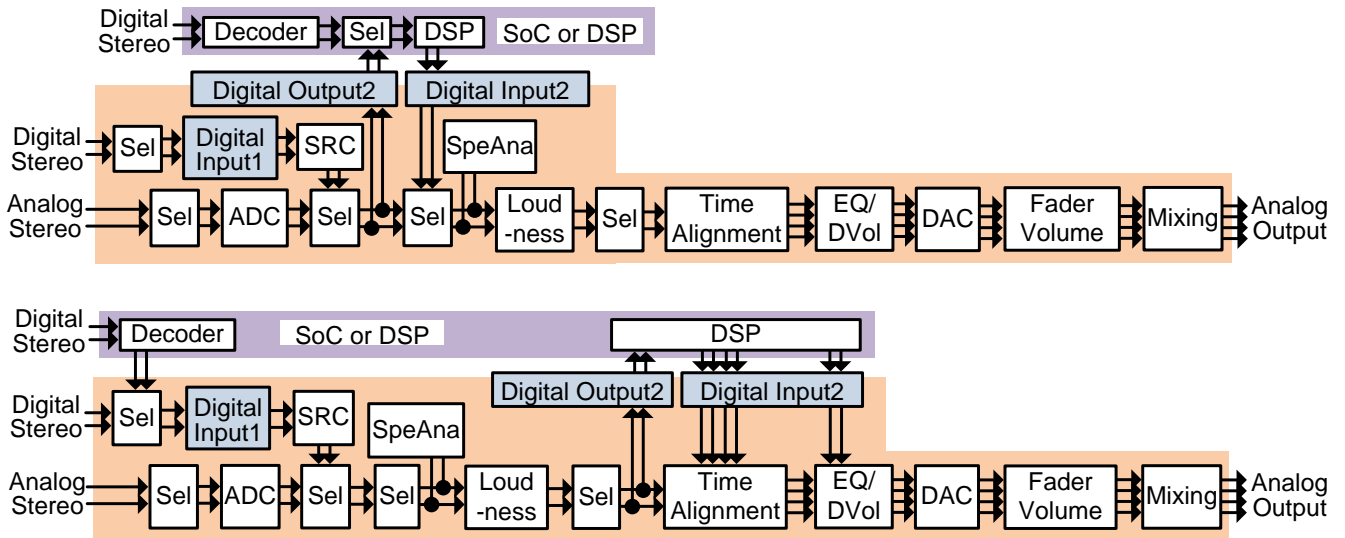 Digital
Stereo
Decoder
Sel
DSP
SoC or DSP
Digital Output2
Digital Input2
Digital
Stereo
Sel
Digital
Input1
SRC
SpeAna
Analog
Stereo
Sel
ADC
Sel
Sel
Loud
-ness
Sel
Time
Alignment
EQ/
DVol
DAC
Fader
Volume
Mixing
Analog
Output
Digital
Stereo
Decoder
SoC or DSP
DSP
Digital Output2
Digital Input2
Digital
Stereo
Sel
Digital
Input1
SRC
SpeAna
Analog
Stereo
Sel
ADC
Sel
Sel
Loud
-ness
Sel
Time
Alignment
EQ/
DVol
DAC
Fader
Volume
Mixing
Analog
Output